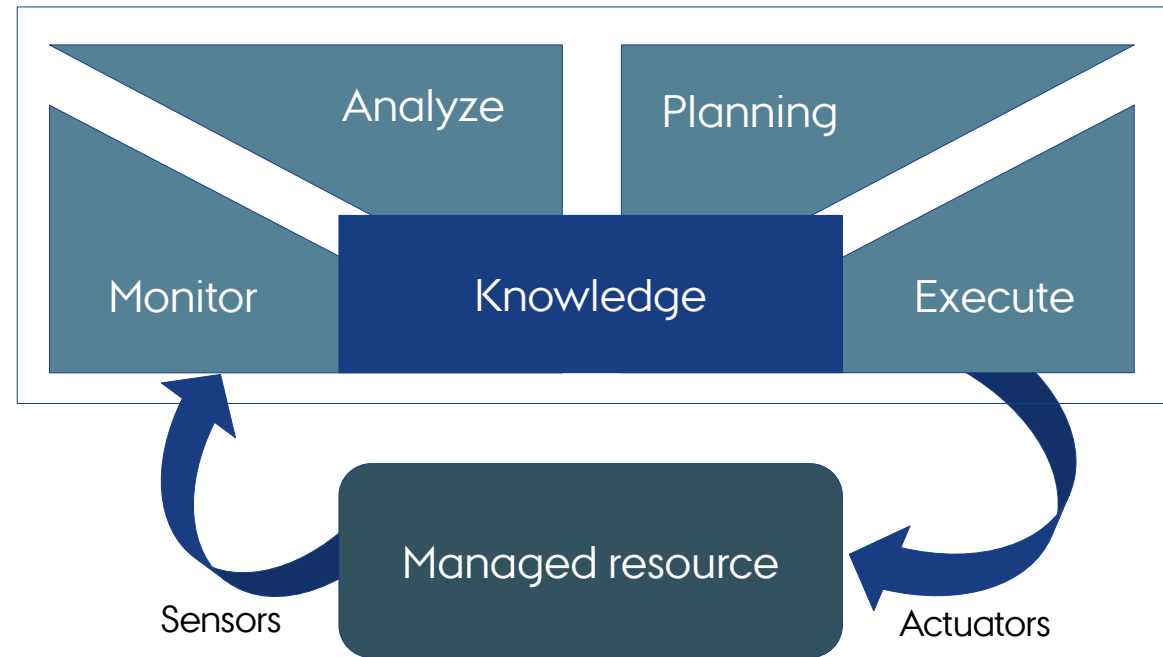 Analyze
Planning
Monitor
Knowledge
Execute
Managed resource
Sensors
Actuators